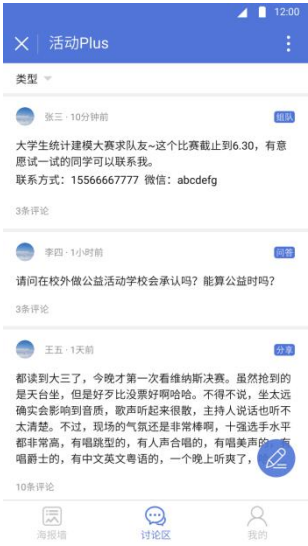 12:00
活动Plus
类型
张三 · 10分钟前
组队
大学生统计建模大赛求队友~这个比赛截止到6.30，有意
愿试一试的同学可以联系我。
联系方式：15566667777 微信：abcdefg
3条评论
李四 · 1小时前
问答
请问在校外做公益活动学校会承认吗？能算公益时吗？
3条评论
王五 · 1天前
分享
都读到大三了，今晚才第一次看维纳斯决赛。虽然抢到的
是天台坐，但是好歹比没票好啊哈哈。不得不说，坐太远
确实会影响到音质，歌声听起来很散，主持人说话也听不
太清楚。不过，现场的气氛还是非常棒啊，十强选手水平
都非常高，有唱跳型的，有人声合唱的，有唱美声的，有
唱爵士的，有中文英文粤语的，一个晚上听爽了，
10条评论
海报墙
讨论区
我的